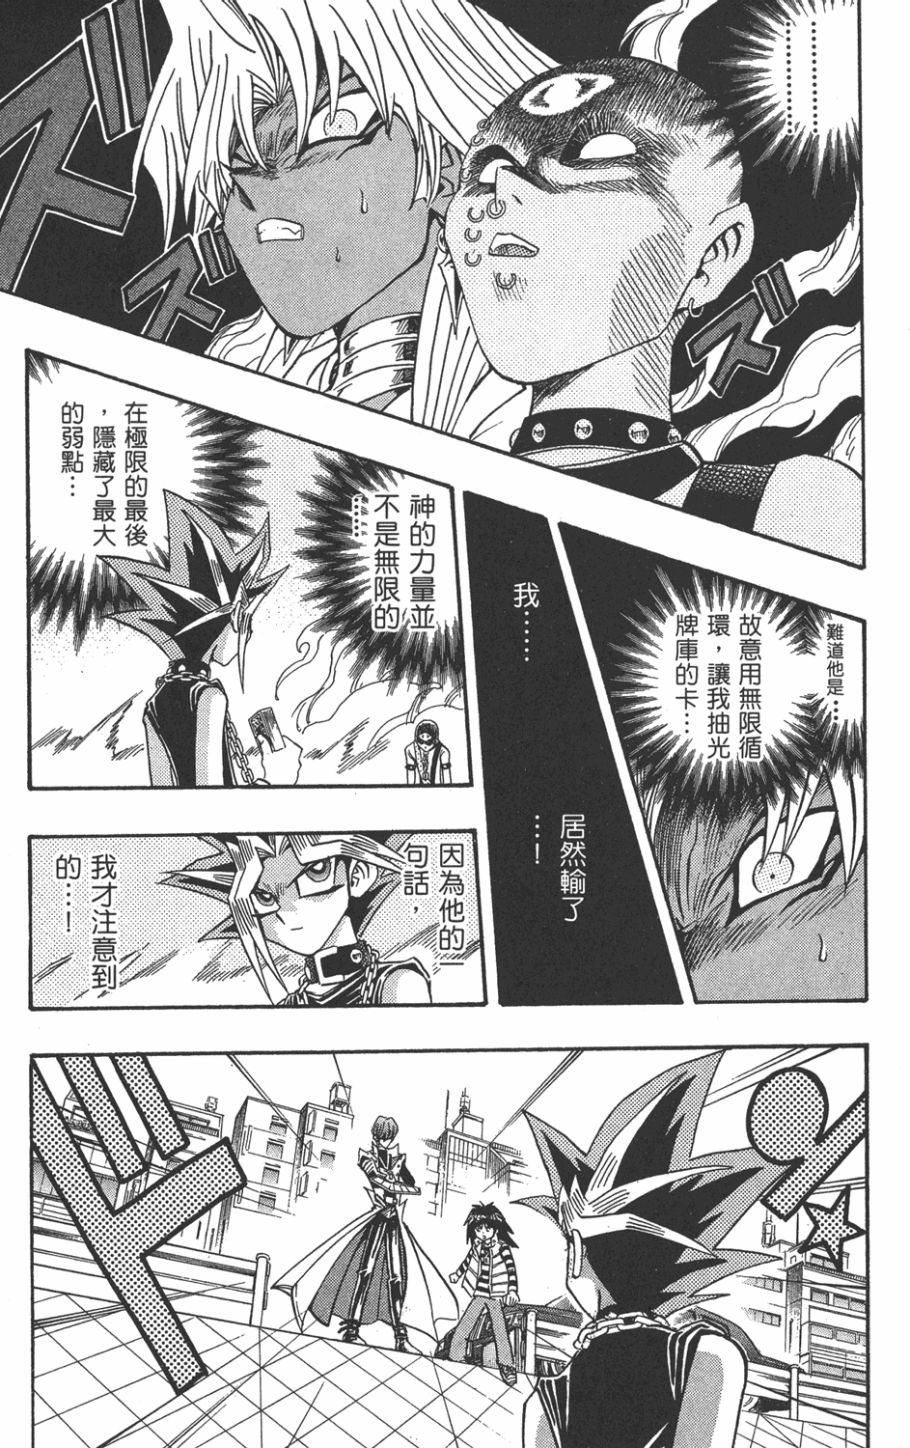 ………
ズ
ズ
ズ
難道他是…
故意用無限循
環，讓我抽光
牌庫的卡…
我……
居然輸了
…！
神的力量並
不是無限的
……
在極限的最後
，隱藏了最大
的弱點…
因為他的一
句話，
我才注意到
的…！